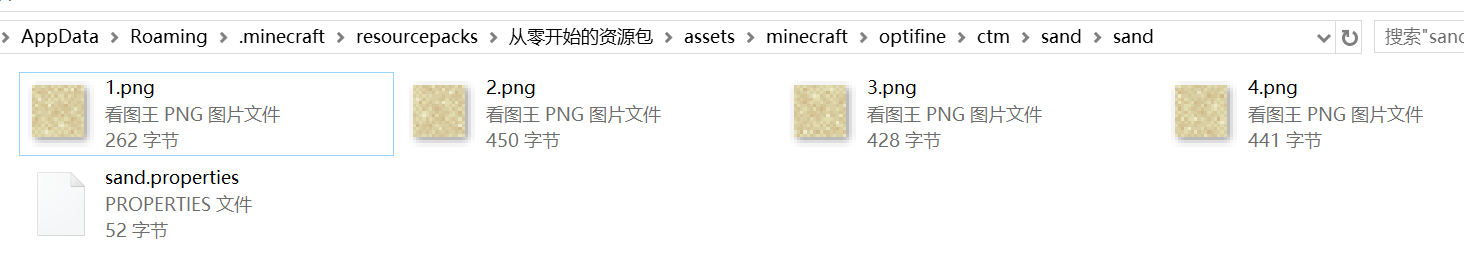 AppData > Roaming > .minecraft > resourcepacks > 从零开始的资源包 > assets > minecraft > optifine > ctm > sand > sand
搜索"sand
1.png
看图王 PNG 图片文件
262 字节
2.png
看图王 PNG 图片文件
450 字节
3.png
看图王 PNG 图片文件
428 字节
4.png
看图王 PNG 图片文件
441 字节
sand.properties
PROPERTIES 文件
52 字节